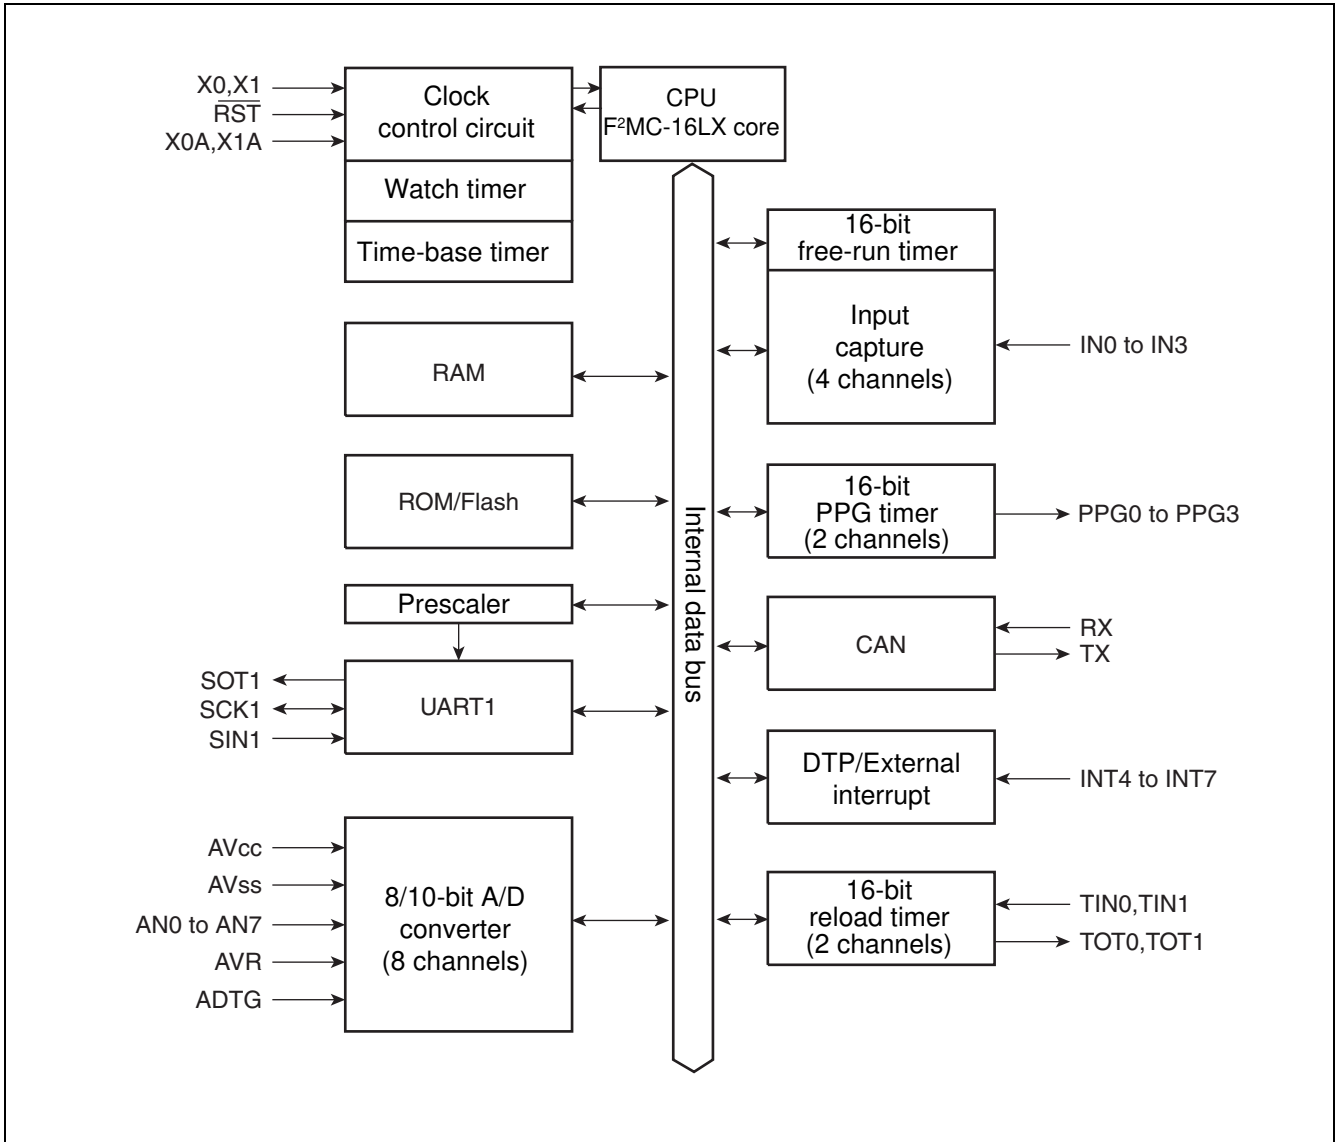 X0,X1
RST
X0A,X1A
Clock
control circuit
Watch timer
Time-base timer
CPU
F²MC-16LX core
RAM
ROM/Flash
Prescaler
SOT1
SCK1
SIN1
UART1
AVcc
AVss
AN0 to AN7
AVR
ADTG
8/10-bit A/D
converter
(8 channels)
Internal data bus
16-bit
free-run timer
Input
capture
(4 channels)
IN0 to IN3
16-bit
PPG timer
(2 channels)
PPG0 to PPG3
CAN
RX
TX
DTP/External
interrupt
INT4 to INT7
16-bit
reload timer
(2 channels)
TIN0,TIN1
TOT0,TOT1